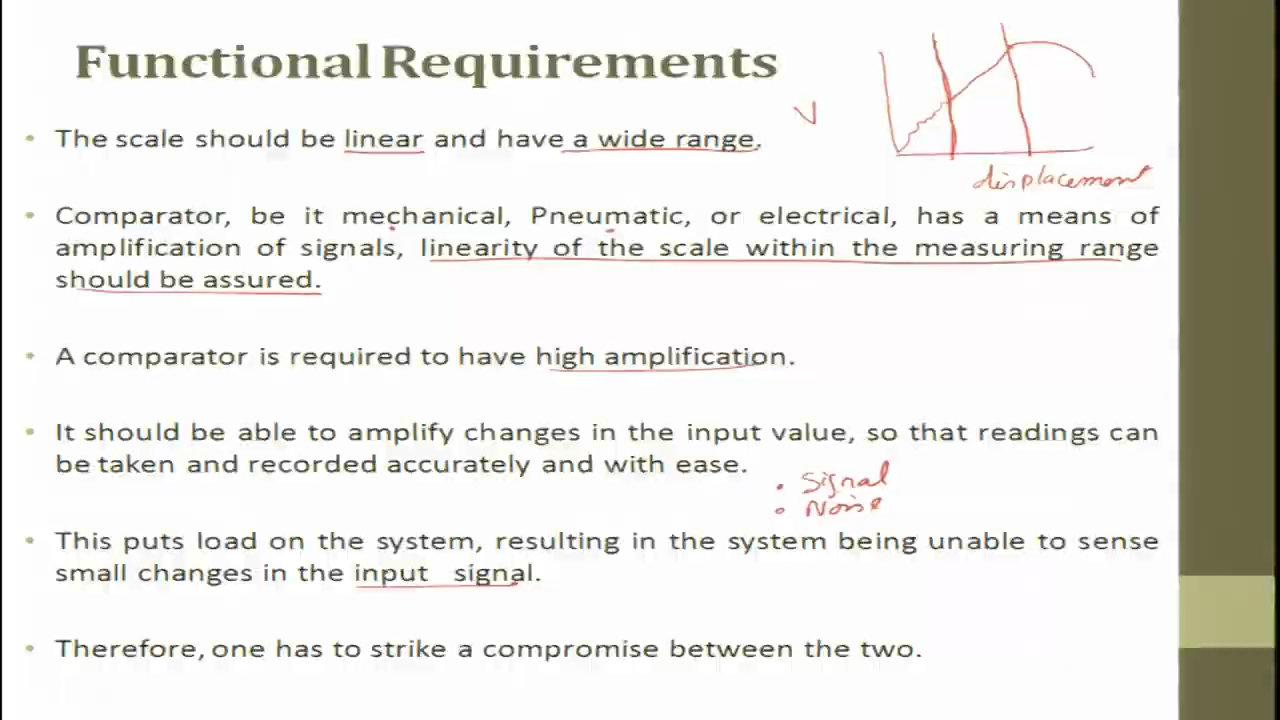 Functional Requirements
V
• The scale should be linear and have a wide range.
displacement
• Comparator, be it mechanical, Pneumatic, or electrical, has a means of
amplification of signals, linearity of the scale within the measuring range
should be assured.
• A comparator is required to have high amplification.
• It should be able to amplify changes in the input value, so that readings can
be taken and recorded accurately and with ease.
• Signal
• Noise
• This puts load on the system, resulting in the system being unable to sense
small changes in the input signal.
• Therefore, one has to strike a compromise between the two.